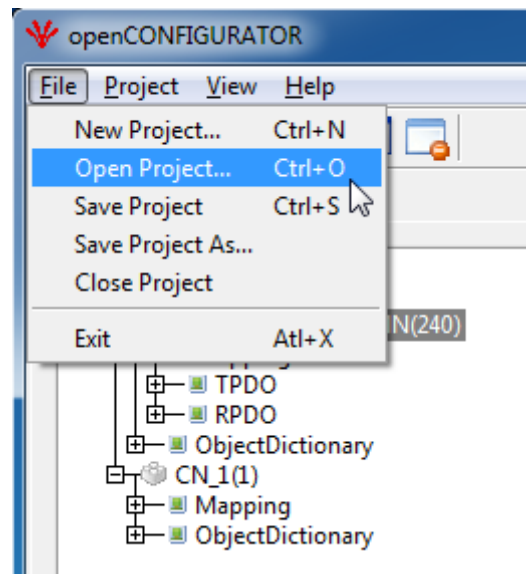 openCONFIGURATOR
File Project View Help
New Project... Ctrl+N
Open Project... Ctrl+O
Save Project Ctrl+S
Save Project As...
Close Project
Exit Atl+X
N(240)
TPDO
RPDO
ObjectDictionary
CN_1(1)
Mapping
ObjectDictionary